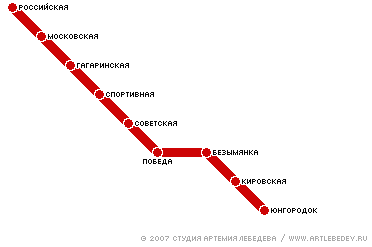 РОССИЙСКАЯ
МОСКОВСКАЯ
ГАГАРИНСКАЯ
СПОРТИВНАЯ
СОВЕТСКАЯ
ПОБЕДА
БЕЗЫМЯНКА
КИРОВСКАЯ
ЮНГОРОДОК
© 2007 СТУДИЯ АРТЕМИЯ ЛЕБЕДЕВА / WWW.ARTLEBEDEV.RU